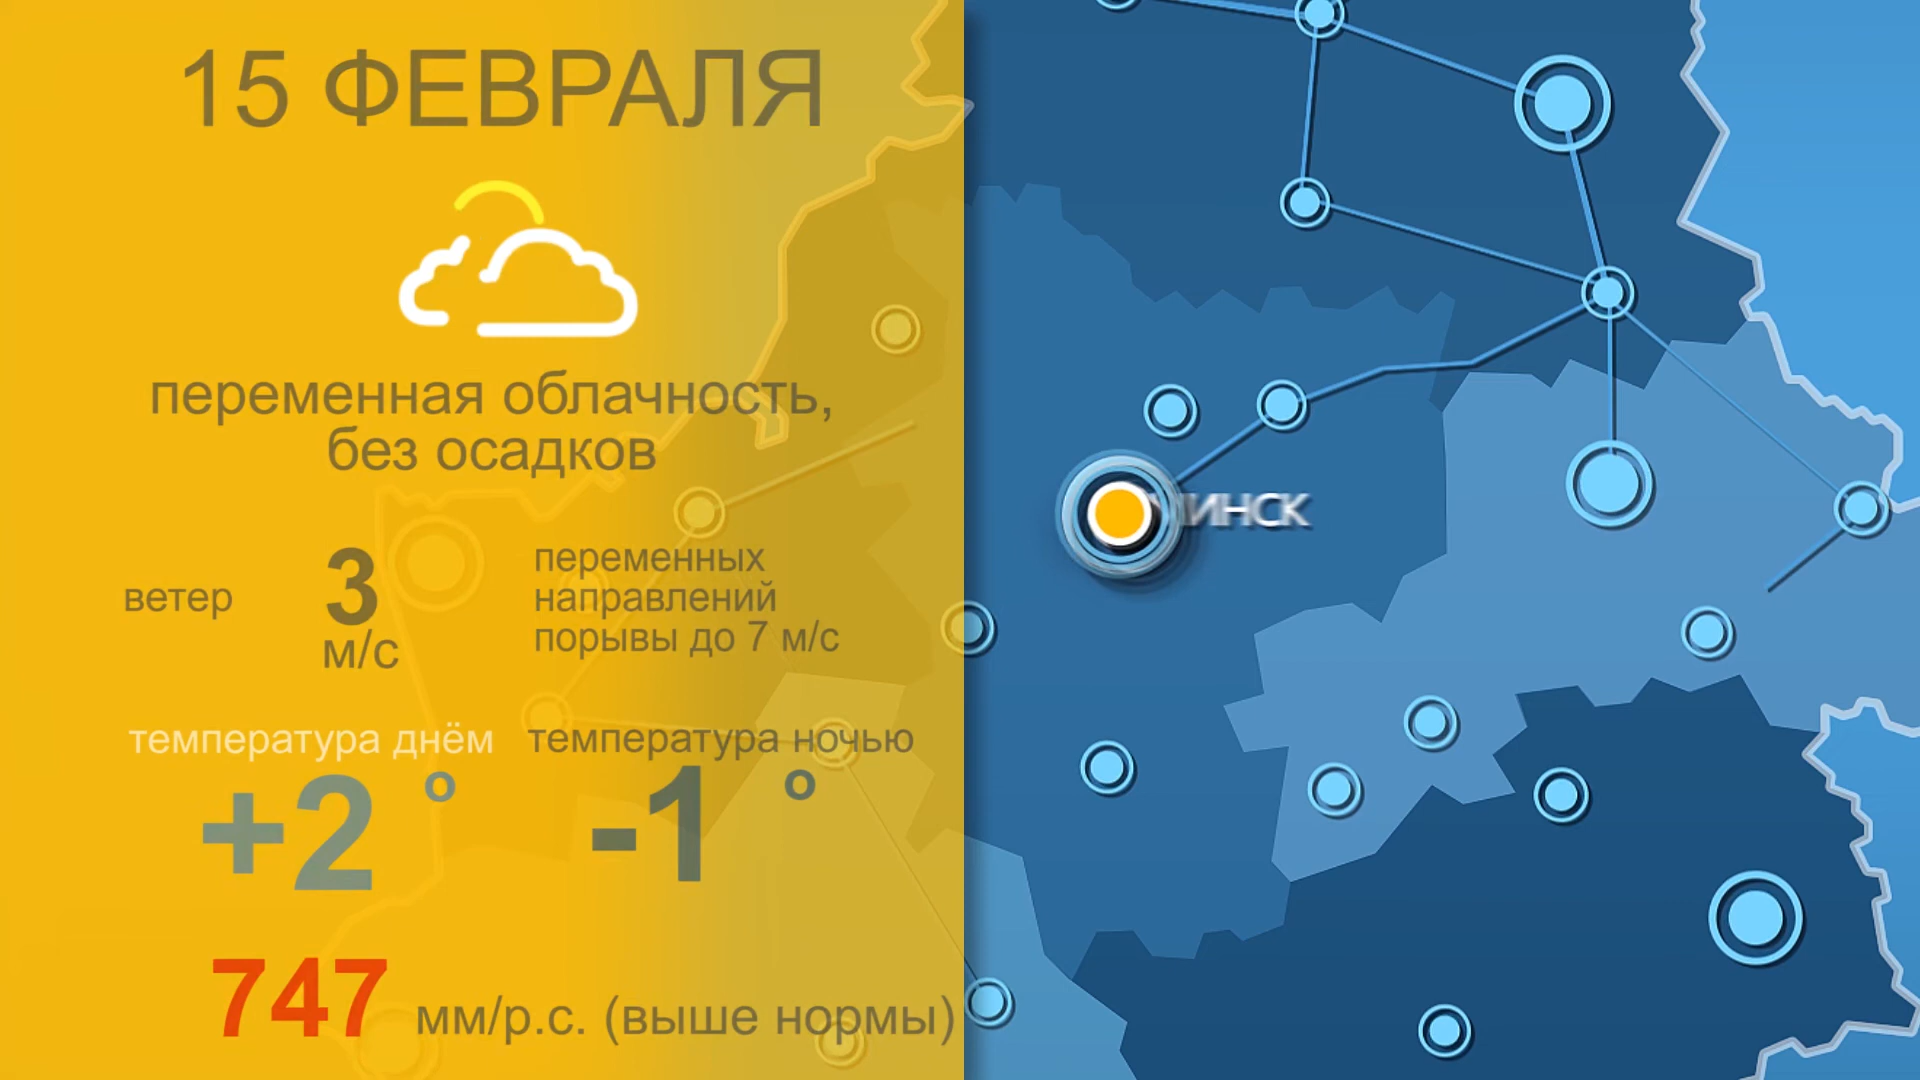 15 ФЕВРАЛЯ
переменная облачность,
без осадков
ветер
3
м/с
переменных
направлений
порывы до 7 м/с
температура днём
+2 °
температура ночью
-1 °
747 мм/р.с. (выше нормы)